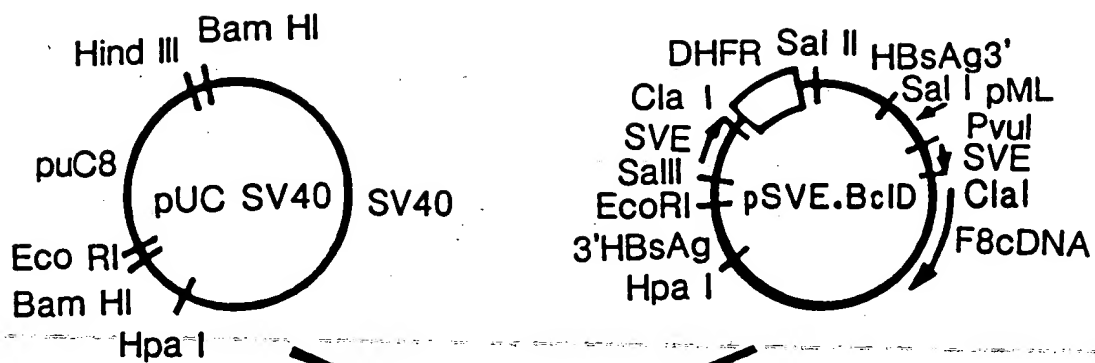 Hind III
Bam HI
puC8
pUC SV40
SV40
Eco RI
Bam HI
Hpa I
DHFR
Sal II
HBsAg3'
Cla I
Sal I
pML
SVE
PvuI
SaIII
SVE
EcoRI
pSVE.BclD
ClaI
3'HBsAg
F8cDNA
Hpa I